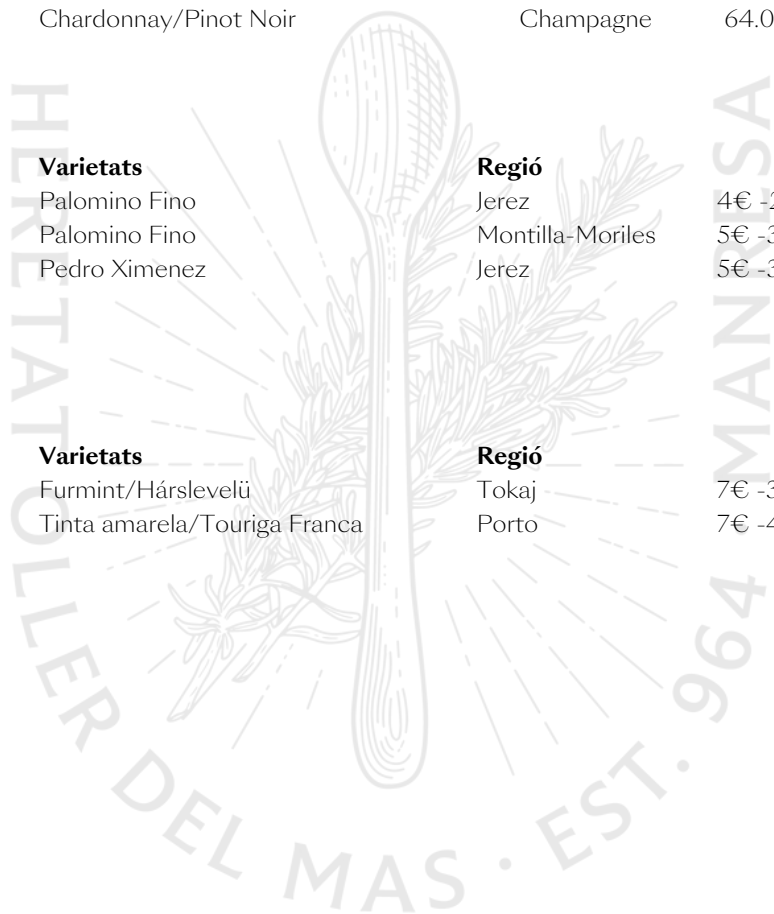 Chardonnay/Pinot Noir Champagne 64.0
Varietats Regió
Palomino Fino Jerez 4€ -2
Palomino Fino Montilla-Moriles 5€ -3
Pedro Ximenez Jerez 5€ -3
Varietats Regió
Furmint/Hárslevelü Tokaj 7€ -3
Tinta amarela/Touriga Franca Porto 7€ -4
HERETAT OLLER DEL MAS · EST. 964 MANRESA